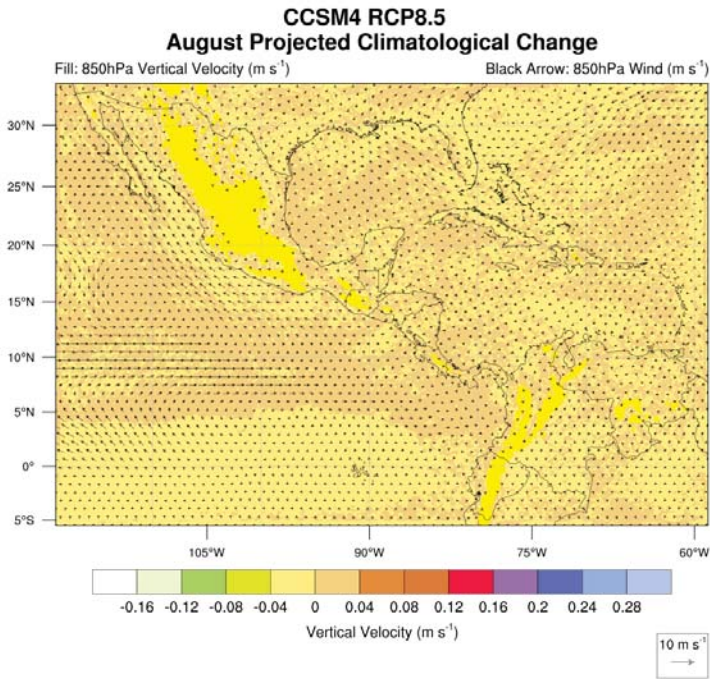 CCSM4 RCP8.5
August Projected Climatological Change
Fill: 850hPa Vertical Velocity (m s⁻¹) Black Arrow: 850hPa Wind (m s⁻¹)
30°N
25°N
20°N
15°N
10°N
5°N
0°
5°S
105°W 90°W 75°W 60°W
-0.16 -0.12 -0.08 -0.04 0 0.04 0.08 0.12 0.16 0.2 0.24 0.28
Vertical Velocity (m s⁻¹)
10 m s⁻¹